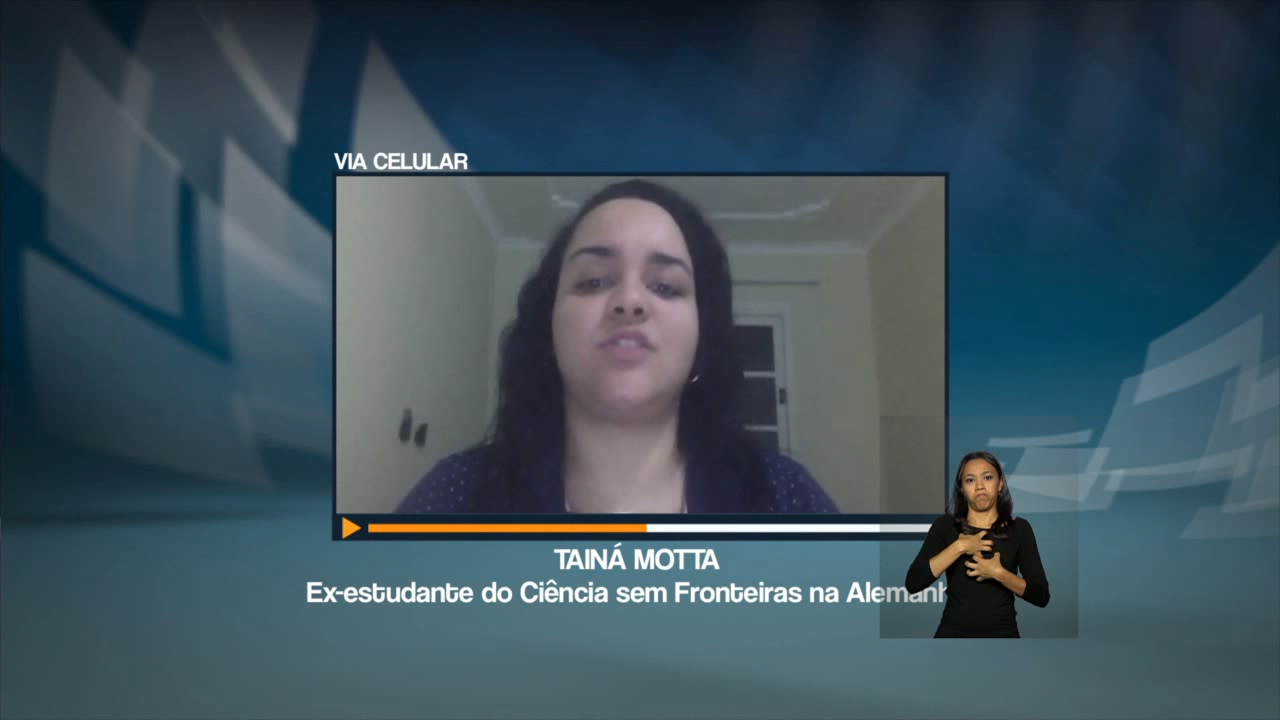 VIA CELULAR
TAINÁ MOTTA
Ex-estudante do Ciência sem Fronteiras na Alemanh